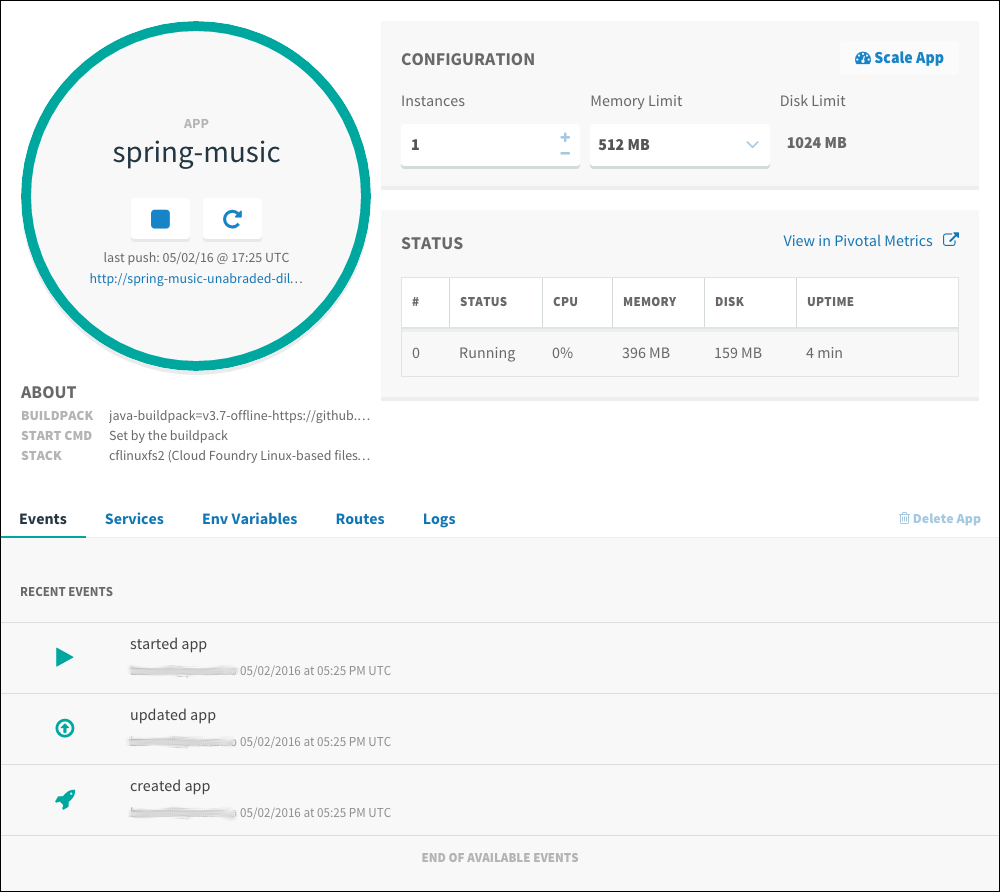 APP
spring-music
last push: 05/02/16 @ 17:25 UTC
http://spring-music-unabraded-dil…
ABOUT
BUILDPACK java-buildpack=v3.7-offline-https://github.…
START CMD Set by the buildpack
STACK cflinuxfs2 (Cloud Foundry Linux-based files…
CONFIGURATION
Scale App
Instances Memory Limit Disk Limit
1 512 MB 1024 MB
STATUS
View in Pivotal Metrics
# STATUS CPU MEMORY DISK UPTIME
0 Running 0% 396 MB 159 MB 4 min
Events Services Env Variables Routes Logs Delete App
RECENT EVENTS
started app
05/02/2016 at 05:25 PM UTC
updated app
05/02/2016 at 05:25 PM UTC
created app
05/02/2016 at 05:25 PM UTC
END OF AVAILABLE EVENTS